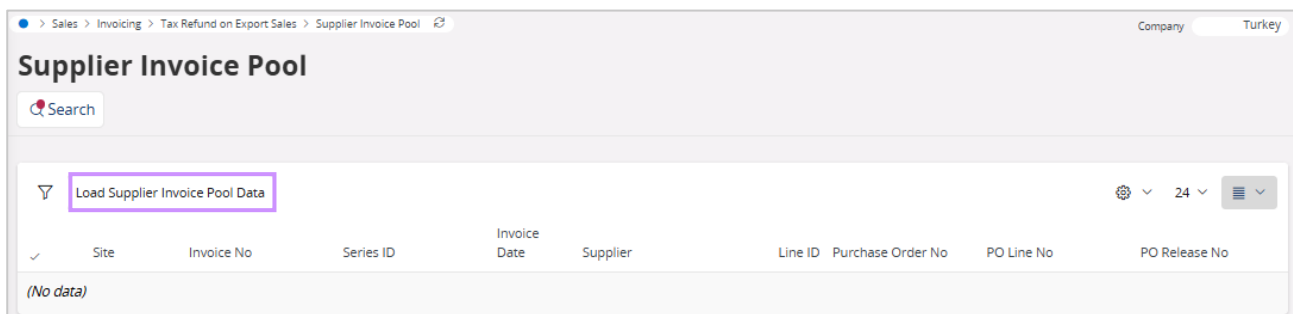 > Sales > Invoicing > Tax Refund on Export Sales > Supplier Invoice Pool
Company Turkey
Supplier Invoice Pool
Search
Load Supplier Invoice Pool Data
24
Site Invoice No Series ID Invoice Date Supplier Line ID Purchase Order No PO Line No PO Release No
(No data)